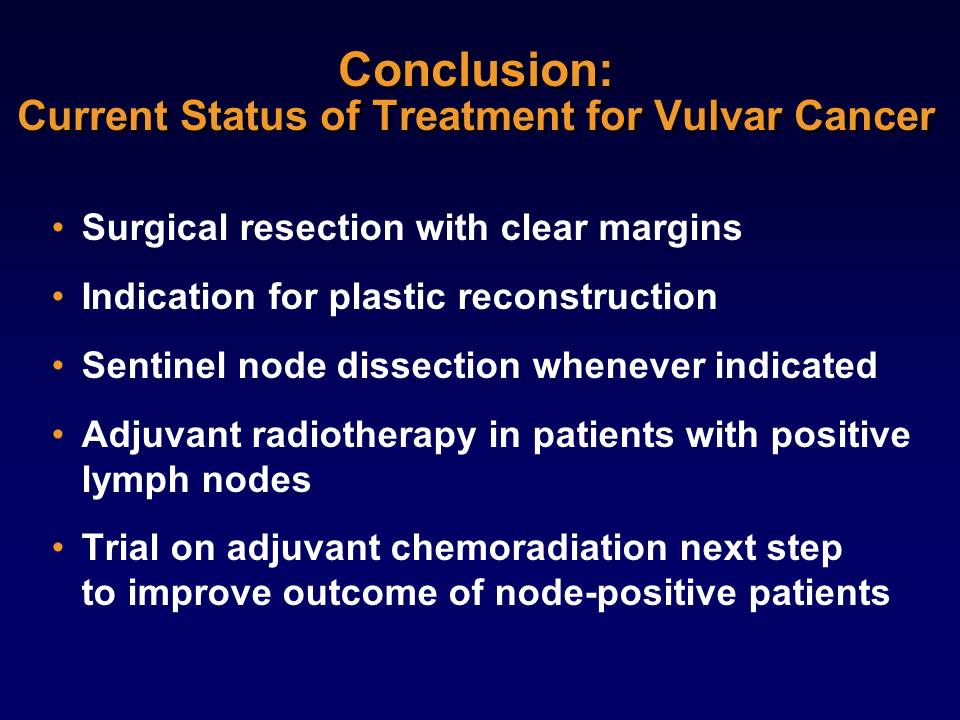 Conclusion:
Current Status of Treatment for Vulvar Cancer
• Surgical resection with clear margins
• Indication for plastic reconstruction
• Sentinel node dissection whenever indicated
• Adjuvant radiotherapy in patients with positive
lymph nodes
• Trial on adjuvant chemoradiation next step
to improve outcome of node-positive patients